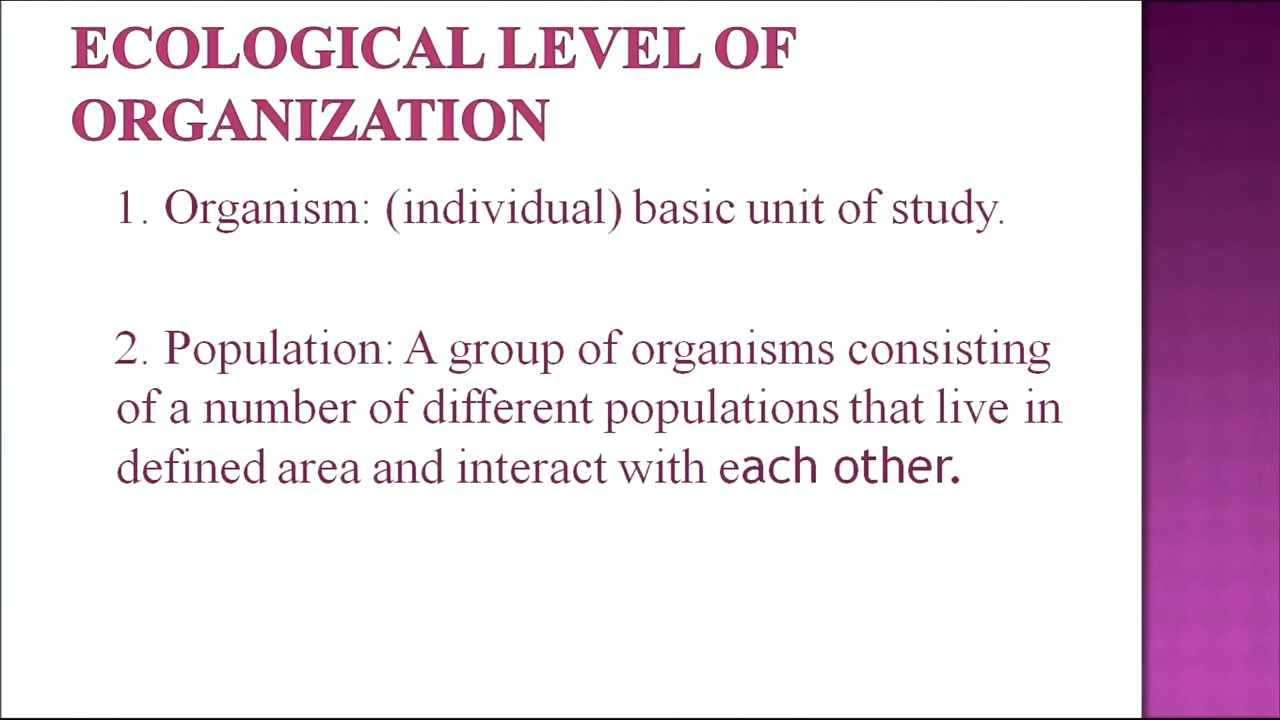 ECOLOGICAL LEVEL OF
ORGANIZATION
1. Organism: (individual) basic unit of study.
2. Population: A group of organisms consisting
of a number of different populations that live in
defined area and interact with each other.